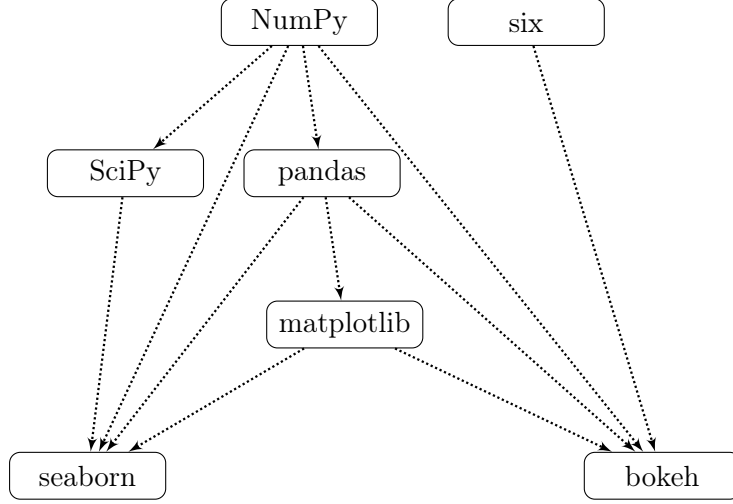 NumPy
six
SciPy
pandas
matplotlib
seaborn
bokeh